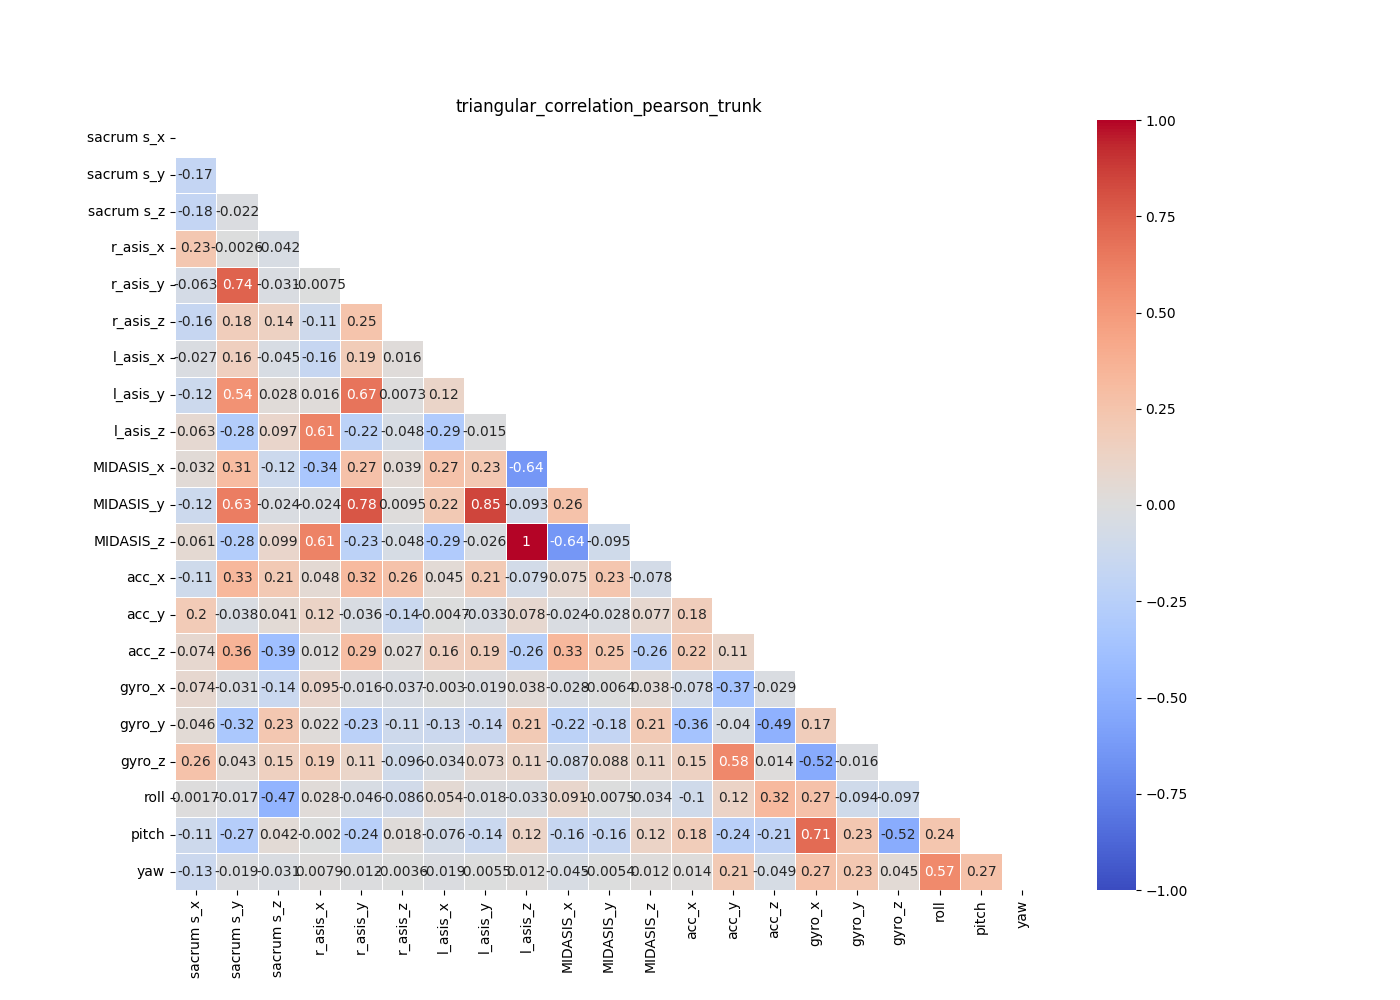 triangular_correlation_pearson_trunk
sacrum s_x
sacrum s_y -0.17
sacrum s_z -0.18 -0.022
r_asis_x 0.23 -0.0026 -0.042
r_asis_y -0.063 0.74 -0.031 -0.0075
r_asis_z -0.16 0.18 0.14 -0.11 0.25
l_asis_x -0.027 0.16 -0.045 -0.16 0.19 0.016
l_asis_y -0.12 0.54 0.028 0.016 0.67 0.0073 0.12
l_asis_z 0.063 -0.28 0.097 0.61 -0.22 -0.048 -0.29 -0.015
MIDASIS_x 0.032 0.31 -0.12 -0.34 0.27 0.039 0.27 0.23 -0.64
MIDASIS_y -0.12 0.63 -0.024 -0.024 0.78 0.0095 0.22 0.85 -0.093 0.26
MIDASIS_z 0.061 -0.28 0.099 0.61 -0.23 -0.048 -0.29 -0.026 1 -0.64 -0.095
acc_x -0.11 0.33 0.21 0.048 0.32 0.26 0.045 0.21 -0.079 0.075 0.23 -0.078
acc_y 0.2 -0.038 0.041 0.12 -0.036 -0.14 -0.0047 -0.033 0.078 -0.024 -0.028 0.077 0.18
acc_z 0.074 0.36 -0.39 0.012 0.29 0.027 0.16 0.19 -0.26 0.33 0.25 -0.26 0.22 0.11
gyro_x 0.074 -0.031 -0.14 0.095 -0.016 -0.037 -0.003 -0.019 0.038 -0.028 -0.0064 0.038 -0.078 -0.37 -0.029
gyro_y 0.046 -0.32 0.23 0.022 -0.23 -0.11 -0.13 -0.14 0.21 -0.22 -0.18 0.21 -0.36 -0.04 -0.49 0.17
gyro_z 0.26 0.043 0.15 0.19 0.11 -0.096 -0.034 0.073 0.11 -0.087 0.088 0.11 0.15 0.58 0.014 -0.52 -0.016
roll 0.0017 -0.017 -0.47 0.028 -0.046 -0.086 0.054 -0.018 -0.033 0.091 -0.0075 -0.034 -0.1 0.12 0.32 0.27 -0.094 -0.097
pitch -0.11 -0.27 0.042 -0.002 -0.24 0.018 -0.076 -0.14 0.12 -0.16 -0.16 0.12 0.18 -0.24 -0.21 0.71 0.23 -0.52 0.24
yaw -0.13 -0.019 -0.031 -0.012 -0.019 0.012 -0.045 0.012 0.014 0.21 -0.049 0.27 0.23 0.045 0.57 0.27
sacrum s_x sacrum s_y sacrum s_z r_asis_x r_asis_y r_asis_z l_asis_x l_asis_y l_asis_z MIDASIS_x MIDASIS_y MIDASIS_z acc_x acc_y acc_z gyro_x gyro_y gyro_z roll pitch yaw
1.00
0.75
0.50
0.25
0.00
−0.25
−0.50
−0.75
−1.00